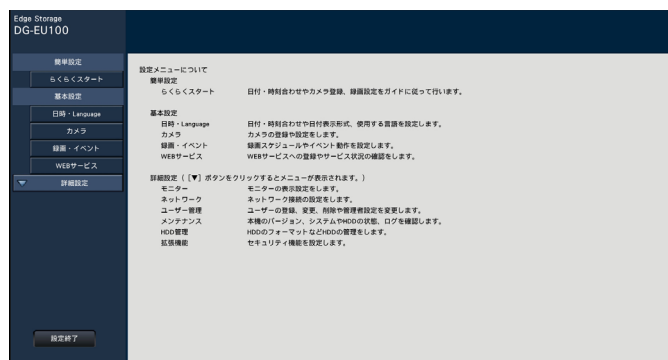 Edge Storage
DG-EU100
簡単設定
らくらくスタート
基本設定
日時・Language
カメラ
録画・イベント
WEBサービス
▼ 詳細設定
設定終了
設定メニューについて
簡単設定
らくらくスタート 日付・時刻合わせやカメラ登録、録画設定をガイドに従って行います。
基本設定
日時・Language 日付・時刻合わせや日付表示形式、使用する言語を設定します。
カメラ カメラの登録や設定をします。
録画・イベント 録画スケジュールやイベント動作を設定します。
WEBサービス WEBサービスへの登録やサービス状況の確認をします。
詳細設定（［▼］ボタンをクリックするとメニューが表示されます。）
モニター モニターの表示設定をします。
ネットワーク ネットワーク接続の設定をします。
ユーザー管理 ユーザーの登録、変更、削除や管理者設定を変更します。
メンテナンス 本機のバージョン、システムやHDDの状態、ログを確認します。
HDD管理 HDDのフォーマットなどHDDの管理をします。
拡張機能 セキュリティ機能を設定します。